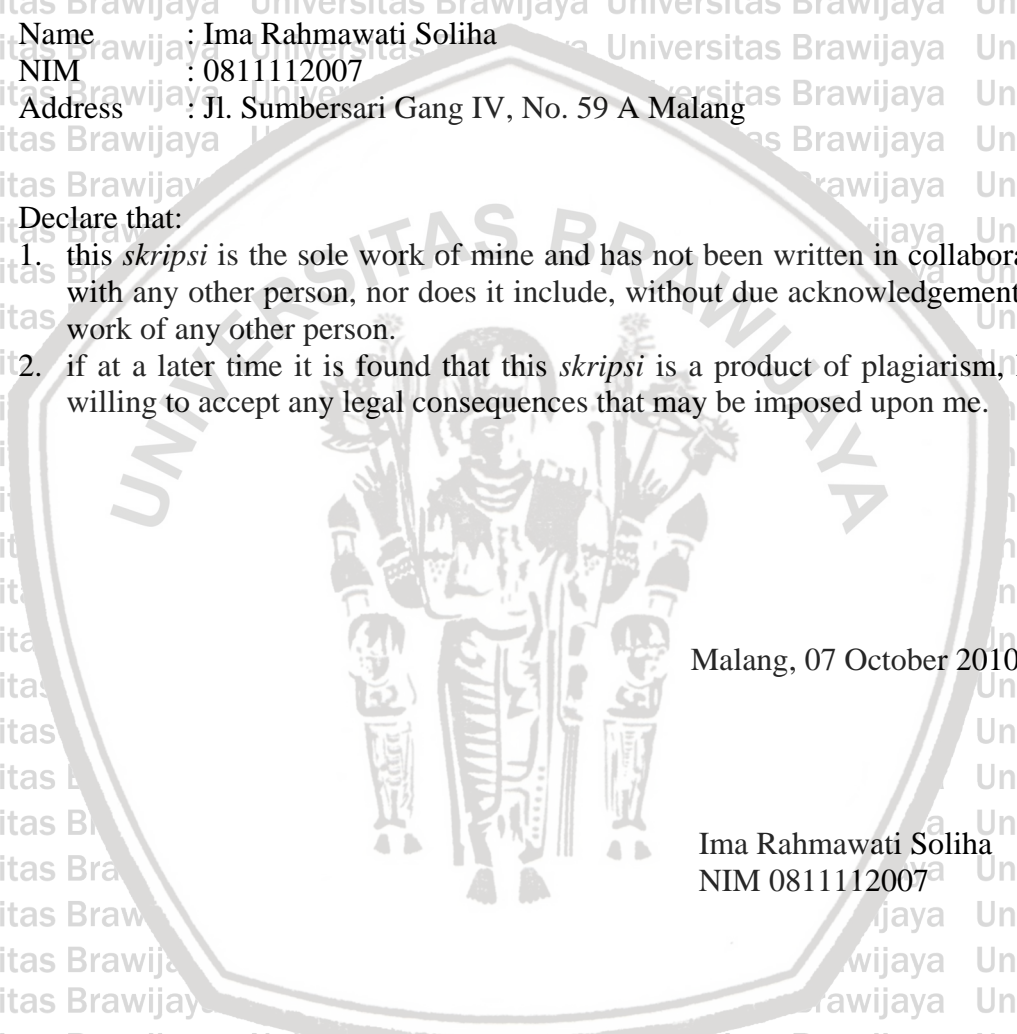 Name : Ima Rahmawati Soliha
NIM : 0811112007
Address : Jl. Sumbersari Gang IV, No. 59 A Malang
Declare that:
1. this skripsi is the sole work of mine and has not been written in collabora
with any other person, nor does it include, without due acknowledgement
work of any other person.
2. if at a later time it is found that this skripsi is a product of plagiarism,
willing to accept any legal consequences that may be imposed upon me.
UNIVERSITAS BRAWIJAYA
Malang, 07 October 2010
Ima Rahmawati Soliha
NIM 0811112007